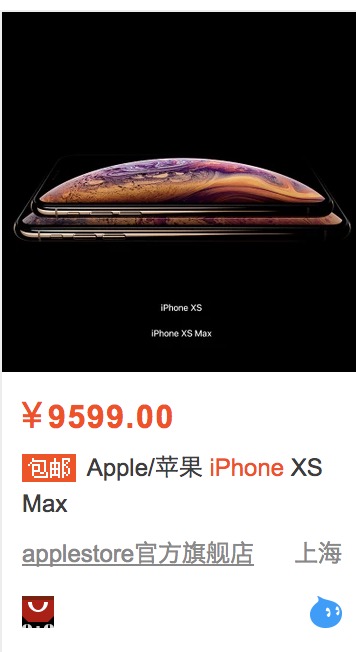 iPhone XS
iPhone XS Max
￥9599.00
包邮 Apple/苹果 iPhone XS
Max
applestore官方旗舰店 上海